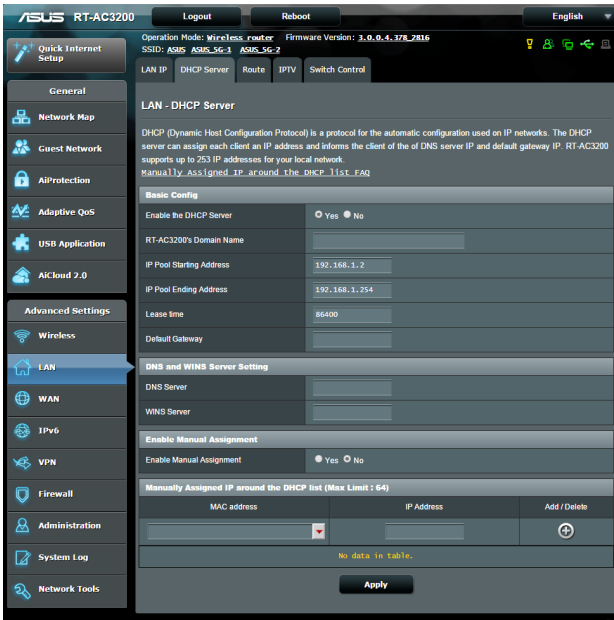 ASUS RT-AC3200 Logout Reboot English
Quick Internet Setup
Operation Mode: Wireless router Firmware Version: 3.0.0.4.378_2816
SSID: ASUS ASUS_5G-1 ASUS_5G-2
LAN IP DHCP Server Route IPTV Switch Control
General
Network Map
Guest Network
AiProtection
Adaptive QoS
USB Application
AiCloud 2.0
Advanced Settings
Wireless
LAN
WAN
IPv6
VPN
Firewall
Administration
System Log
Network Tools
LAN - DHCP Server
DHCP (Dynamic Host Configuration Protocol) is a protocol for the automatic configuration used on IP networks. The DHCP
server can assign each client an IP address and informs the client of the of DNS server IP and default gateway IP. RT-AC3200
supports up to 253 IP addresses for your local network.
Manually Assigned IP around the DHCP list FAQ
Basic Config
Enable the DHCP Server Yes No
RT-AC3200's Domain Name
IP Pool Starting Address 192.168.1.2
IP Pool Ending Address 192.168.1.254
Lease time 86400
Default Gateway
DNS and WINS Server Setting
DNS Server
WINS Server
Enable Manual Assignment
Enable Manual Assignment Yes No
Manually Assigned IP around the DHCP list (Max Limit : 64)
MAC address IP Address Add / Delete
No data in table.
Apply